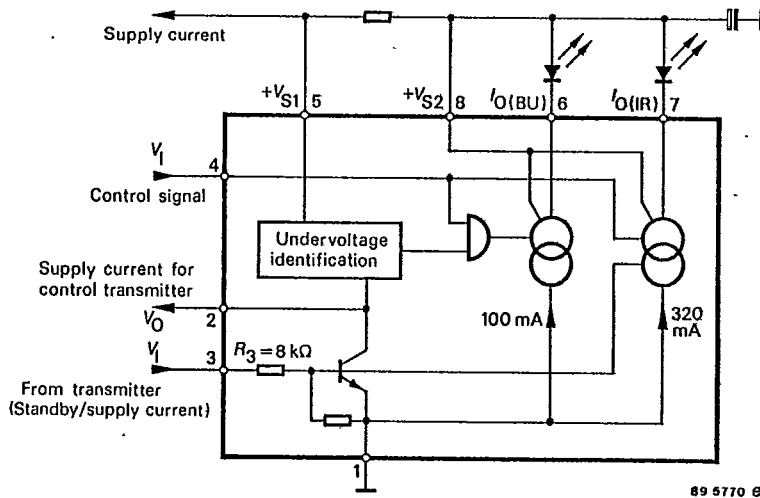 Supply current
+VS1
5
+VS2
8
IO(BU)
6
IO(IR)
7
VI
4
Control signal
Undervoltage
identification
Supply current for
control transmitter
VO
2
100 mA
320
mA
VI
3
R3 = 8 kΩ
From transmitter
(Standby/supply current)
1